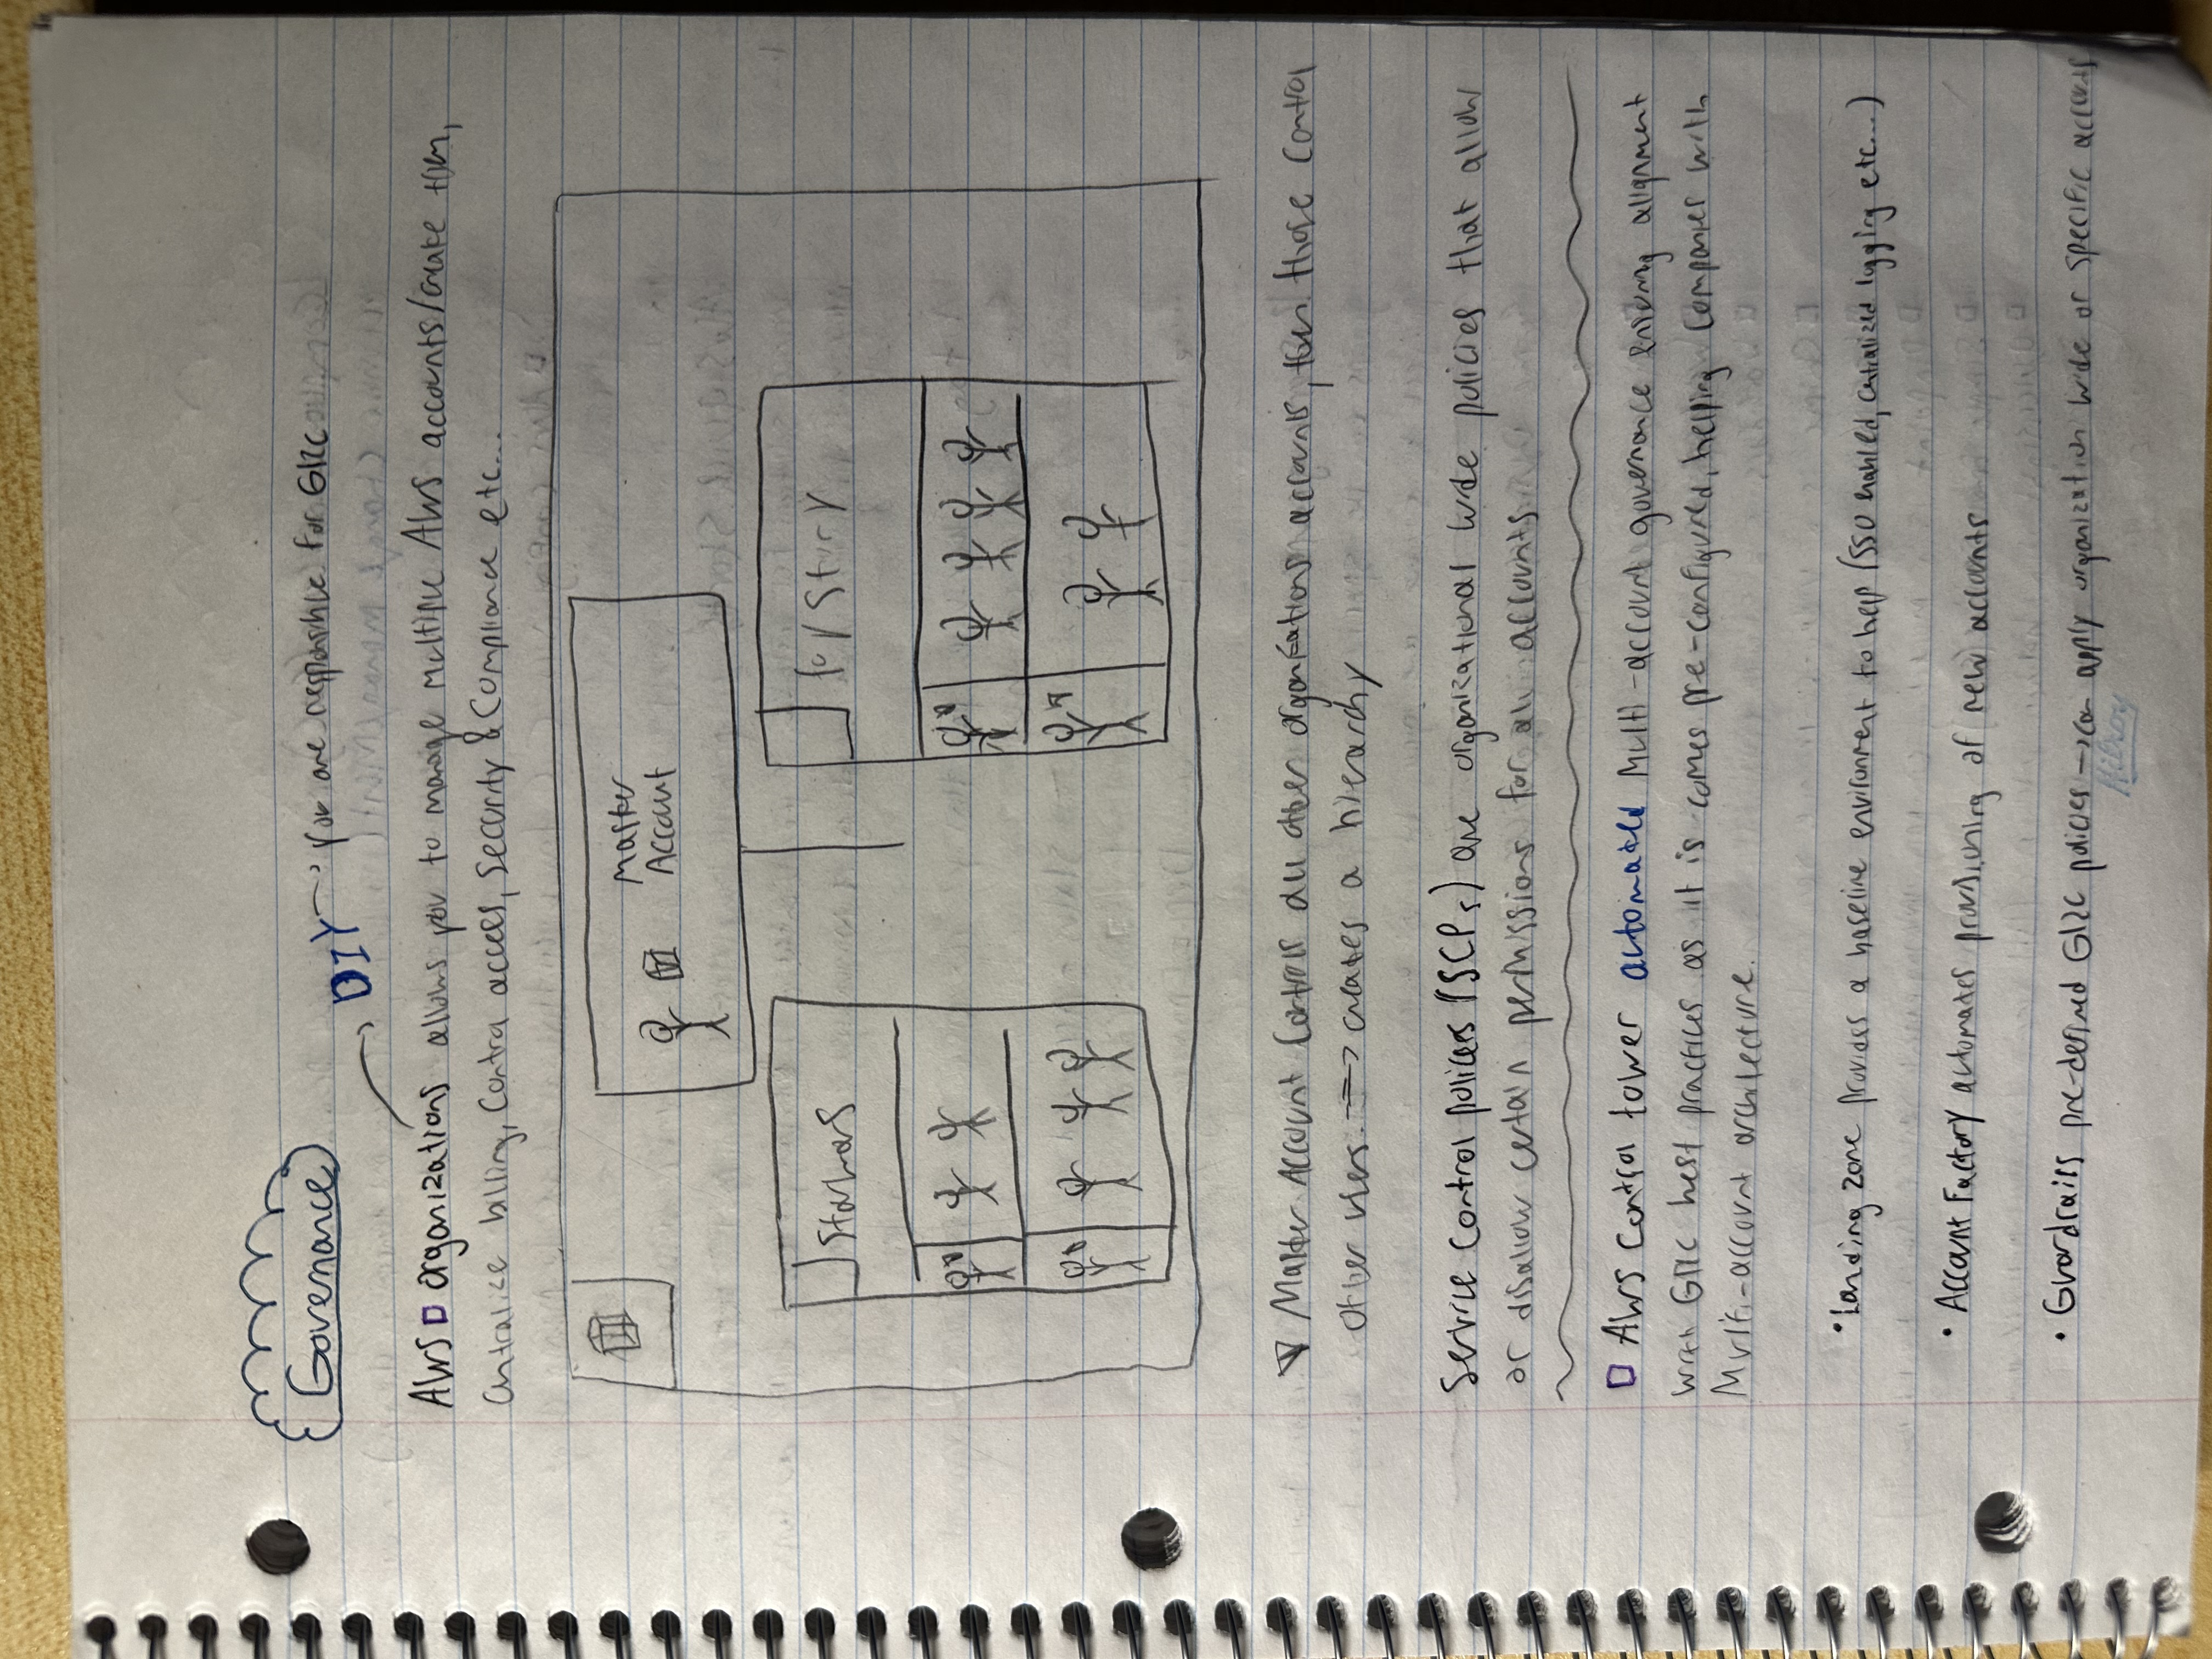 Governance
DIY → you are responsible for GRC
AWS organizations allows you to manage multiple AWS accounts/create them,
centralise billing, control access, Security & Compliance etc...
Master
Account
Starwars
Toy Story
Master Account Controls all other organizations accounts, then those control
other users. => creates a hierarchy
Service Control policies (SCPs) are organizational wide policies that allow
or disallow certain permissions for all accounts
AWS Control tower automated Multi-account governance ensuring alignment
with GRC best practices as it is comes pre-configured, helping companies with
Multi-account architecture.
• Landing zone provides a baseline environment to help (SSO enabled, centralized logging etc...)
• Account Factory automates provisioning of new accounts
• Guardrails pre-defined GRC policies → can apply organization wide or specific accounts
Hilroy